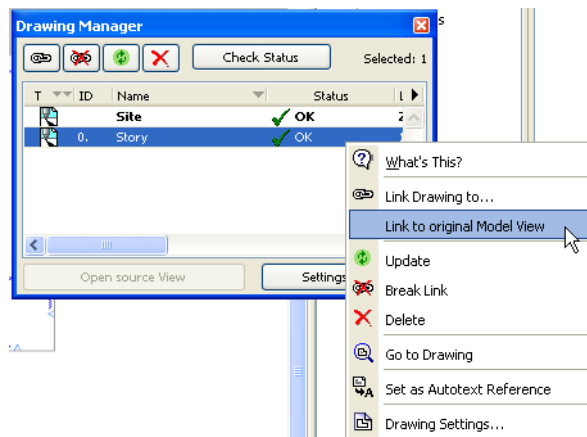 Drawing Manager
s
Check Status
Selected: 1
T ID Name Status L
Site OK
0. Story OK
What's This?
Link Drawing to...
Link to original Model View
Update
Break Link
Delete
Go to Drawing
Set as Autotext Reference
Drawing Settings...
Open source View
Settings